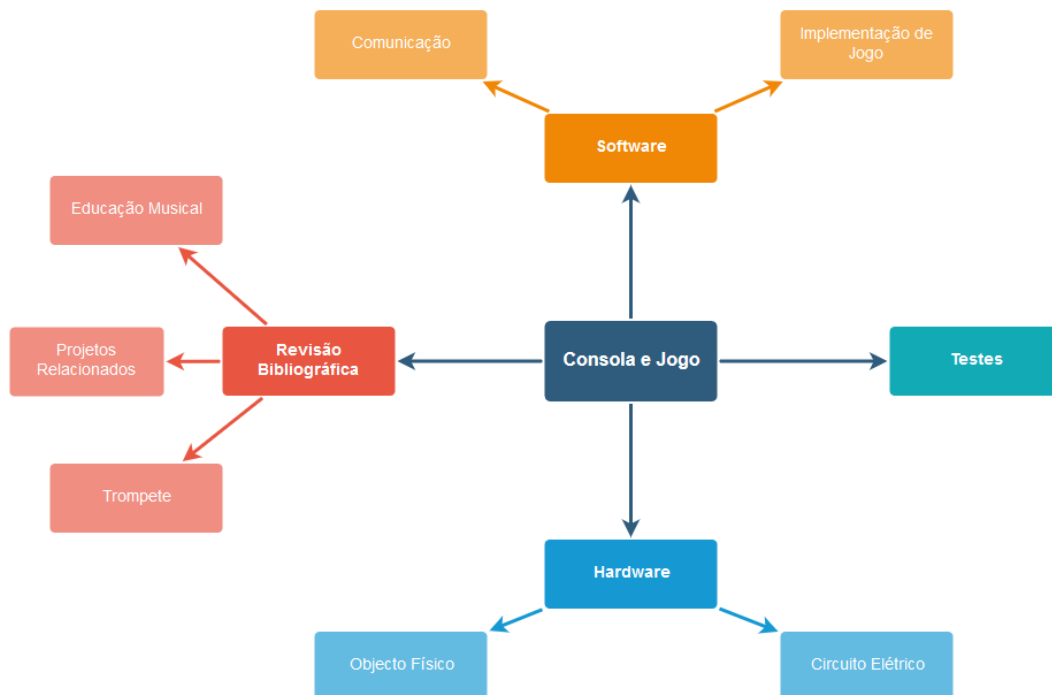 Comunicação
Implementação de
Jogo
Software
Educação Musical
Projetos
Relacionados
Revisão
Bibliográfica
Consola e Jogo
Testes
Trompete
Hardware
Objecto Físico
Circuito Elétrico